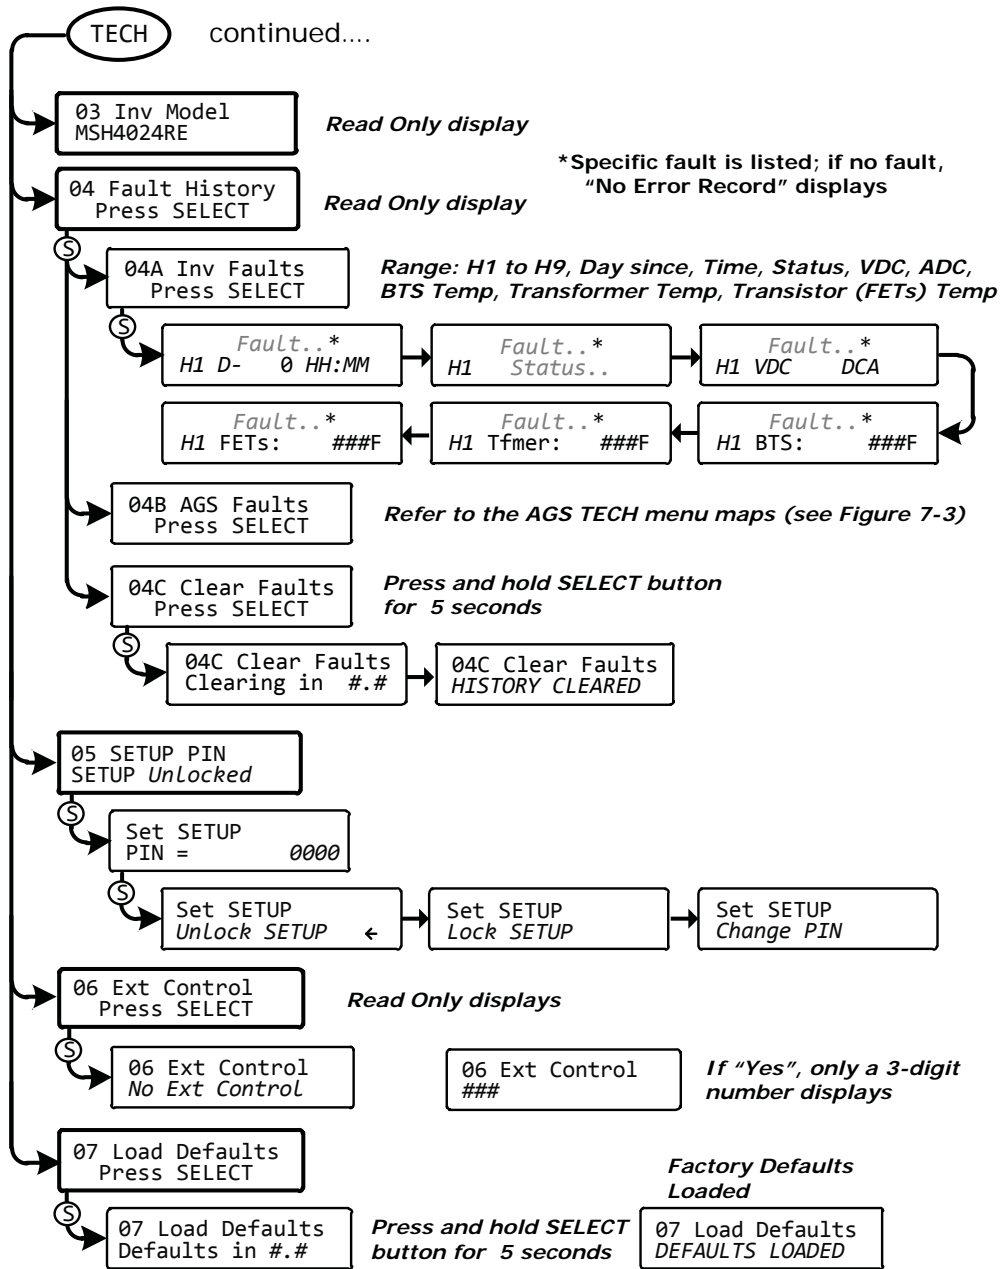 TECH continued....
03 Inv Model
MSH4024RE
Read Only display
*Specific fault is listed; if no fault,
“No Error Record” displays
04 Fault History
Press SELECT
Read Only display
S
04A Inv Faults
Press SELECT
Range: H1 to H9, Day since, Time, Status, VDC, ADC,
BTS Temp, Transformer Temp, Transistor (FETs) Temp
S
Fault..*
H1 D- 0 HH:MM
Fault..*
H1 Status..
Fault..*
H1 VDC DCA
Fault..*
H1 FETs: ###F
Fault..*
H1 Tfmer: ###F
Fault..*
H1 BTS: ###F
04B AGS Faults
Press SELECT
Refer to the AGS TECH menu maps (see Figure 7-3)
04C Clear Faults
Press SELECT
Press and hold SELECT button
for 5 seconds
S
04C Clear Faults
Clearing in #.#
04C Clear Faults
HISTORY CLEARED
05 SETUP PIN
SETUP Unlocked
S
Set SETUP
PIN = 0000
S
Set SETUP
Unlock SETUP ←
Set SETUP
Lock SETUP
Set SETUP
Change PIN
06 Ext Control
Press SELECT
Read Only displays
S
06 Ext Control
No Ext Control
06 Ext Control
###
If “Yes”, only a 3-digit
number displays
07 Load Defaults
Press SELECT
S
07 Load Defaults
Defaults in #.#
Press and hold SELECT
button for 5 seconds
Factory Defaults
Loaded
07 Load Defaults
DEFAULTS LOADED